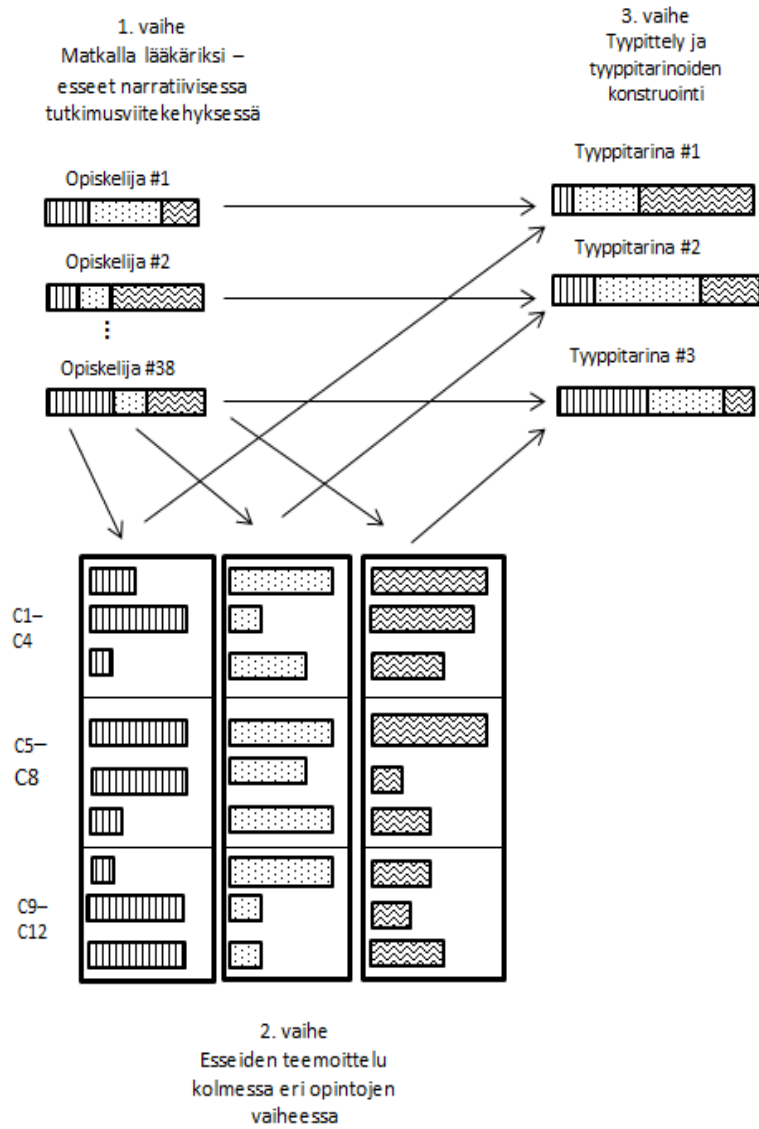 1. vaihe
Matkalla lääkäriksi –
esseet narratiivisessa
tutkimusviitekehyksessä
3. vaihe
Tyypittely ja
tyyppitarinoiden
konstruointi
Opiskelija #1
Tyyppitarina #1
Opiskelija #2
Tyyppitarina #2
⋮
Opiskelija #38
Tyyppitarina #3
C1–
C4
C5–
C8
C9–
C12
2. vaihe
Esseiden teemoittelu
kolmessa eri opintojen
vaiheessa